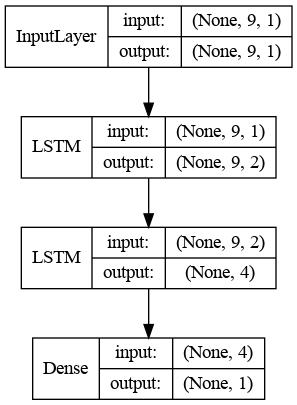 InputLayer
input: (None, 9, 1)
output: (None, 9, 1)
LSTM
input: (None, 9, 1)
output: (None, 9, 2)
LSTM
input: (None, 9, 2)
output: (None, 4)
Dense
input: (None, 4)
output: (None, 1)